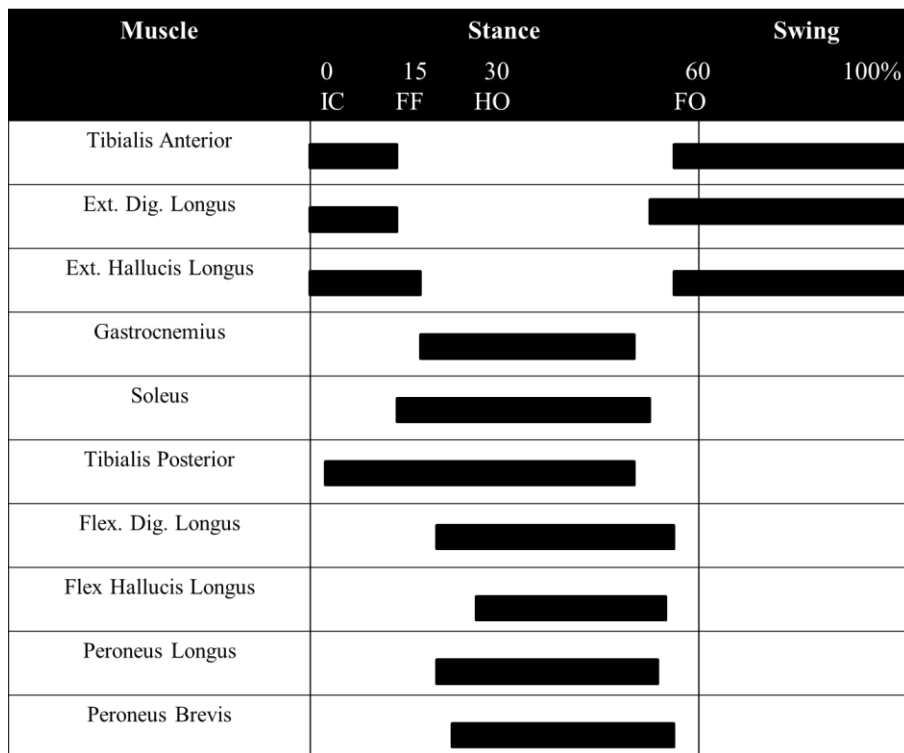 Muscle Stance Swing
0 15 30 60 100%
IC FF HO FO
Tibialis Anterior
Ext. Dig. Longus
Ext. Hallucis Longus
Gastrocnemius
Soleus
Tibialis Posterior
Flex. Dig. Longus
Flex Hallucis Longus
Peroneus Longus
Peroneus Brevis